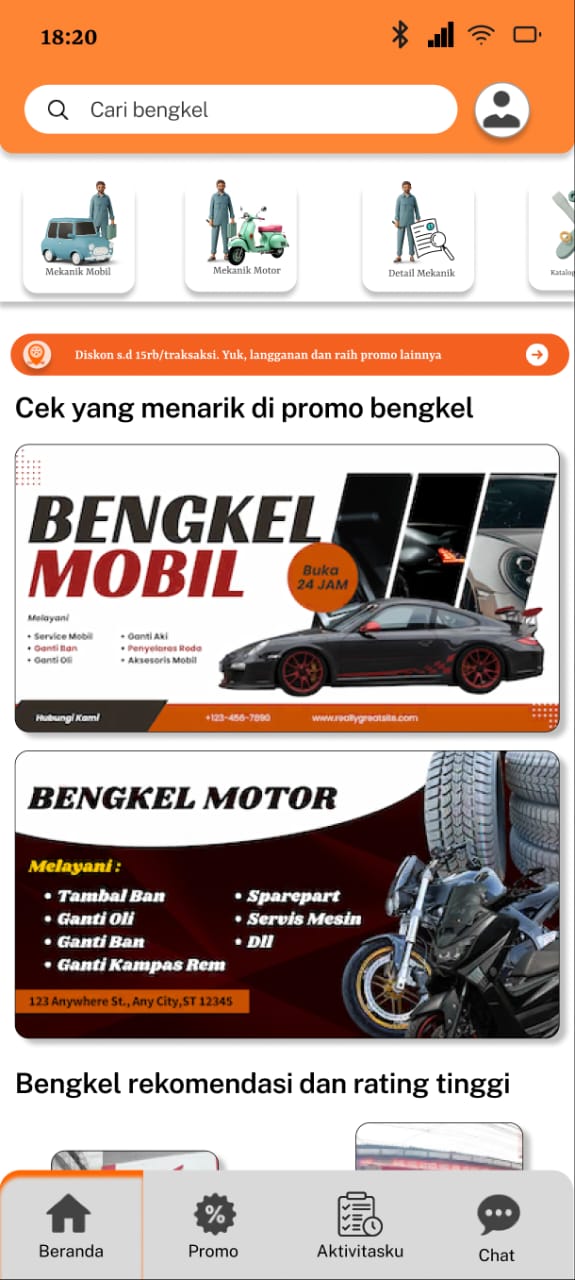 18:20
Cari bengkel
Mekanik Mobil
Mekanik Motor
Detail Mekanik
Katalog
Diskon s.d 15rb/traksaksi. Yuk, langganan dan raih promo lainnya
Cek yang menarik di promo bengkel
BENGKEL
MOBIL
Buka
24 JAM
Melayani
• Service Mobil
• Ganti Ban
• Ganti Oli
• Ganti Aki
• Penyelaras Roda
• Aksesoris Mobil
Hubungi Kami
+123-456-7890
www.reallygreatsite.com
BENGKEL MOTOR
Melayani :
• Tambal Ban
• Ganti Oli
• Ganti Ban
• Ganti Kampas Rem
• Sparepart
• Servis Mesin
• Dll
123 Anywhere St., Any City,ST 12345
Bengkel rekomendasi dan rating tinggi
Beranda
Promo
Aktivitasku
Chat